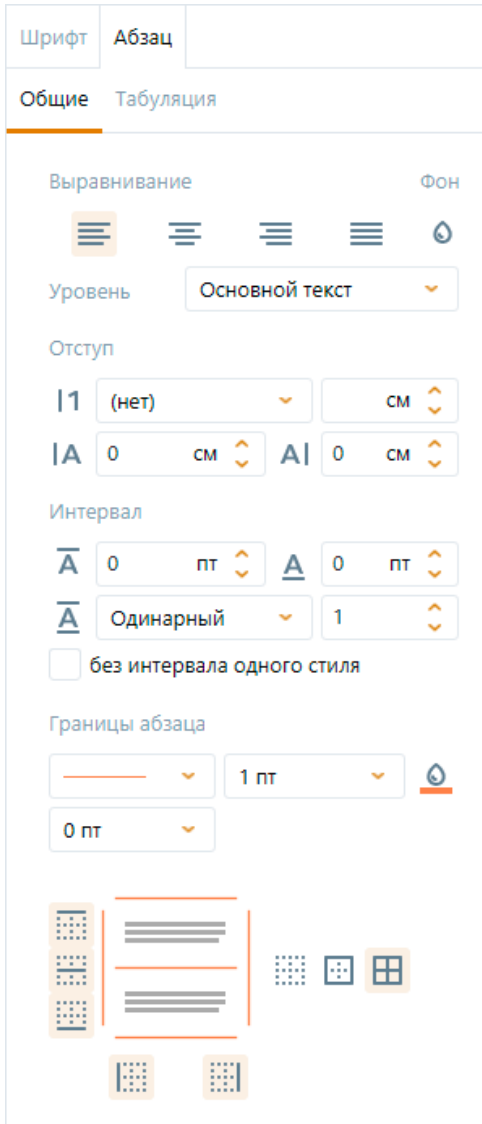 Шрифт Абзац
Общие Табуляция
Выравнивание Фон
Уровень Основной текст
Отступ
1 (нет) см
A 0 см A 0 см
Интервал
A 0 пт A 0 пт
A Одинарный 1
без интервала одного стиля
Границы абзаца
1 пт
0 пт